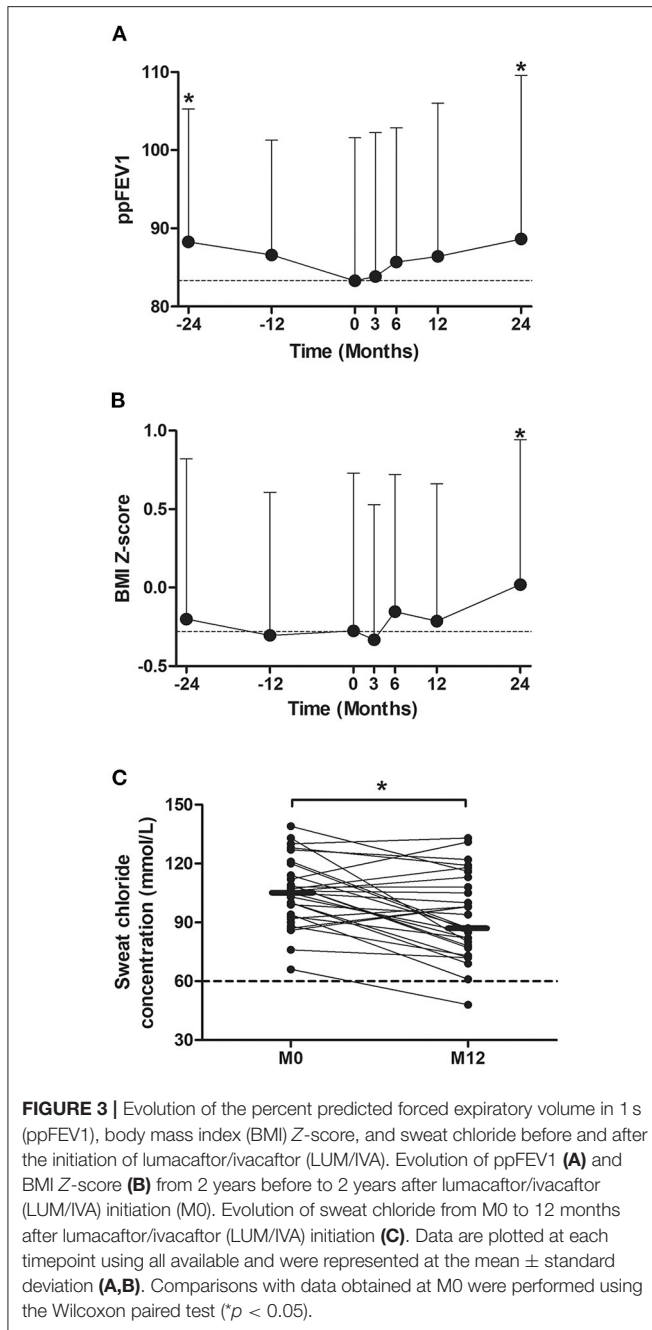 A
*
*
110
100
90
80
ppFEV1
-24 -12 0 3 6 12 24
Time (Months)
B
*
1.0
0.5
0.0
-0.5
BMI Z-score
-24 -12 0 3 6 12 24
Time (Months)
C
*
150
120
90
60
30
Sweat chloride
concentration (mmol/L)
M0 M12
FIGURE 3 | Evolution of the percent predicted forced expiratory volume in 1 s
(ppFEV1), body mass index (BMI) Z-score, and sweat chloride before and after
the initiation of lumacaftor/ivacaftor (LUM/IVA). Evolution of ppFEV1 (A) and
BMI Z-score (B) from 2 years before to 2 years after lumacaftor/ivacaftor
(LUM/IVA) initiation (M0). Evolution of sweat chloride from M0 to 12 months
after lumacaftor/ivacaftor (LUM/IVA) initiation (C). Data are plotted at each
timepoint using all available and were represented at the mean ± standard
deviation (A,B). Comparisons with data obtained at M0 were performed using
the Wilcoxon paired test (*p < 0.05).